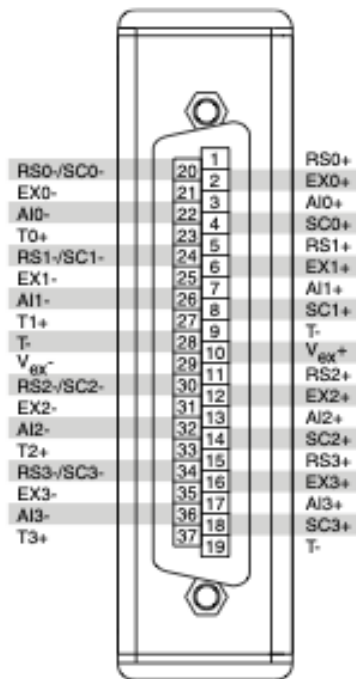 RS0-/SC0- 20 1 RS0+
EX0- 21 2 EX0+
AI0- 22 3 AI0+
T0+ 23 4 SC0+
RS1-/SC1- 24 5 RS1+
EX1- 25 6 EX1+
AI1- 26 7 AI1+
T1+ 27 8 SC1+
T- 28 9 T-
Vex- 29 10 Vex+
RS2-/SC2- 30 11 RS2+
EX2- 31 12 EX2+
AI2- 32 13 AI2+
T2+ 33 14 SC2+
RS3-/SC3- 34 15 RS3+
EX3- 35 16 EX3+
AI3- 36 17 AI3+
T3+ 37 18 SC3+
19 T-